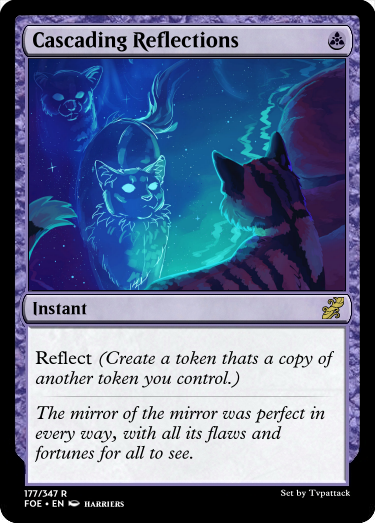 Cascading Reflections
Instant
Reflect (Create a token thats a copy of
another token you control.)
The mirror of the mirror was perfect in
every way, with all its flaws and
fortunes for all to see.
177/347 R
FOE • EN HARRIERS
Set by Tvpattack